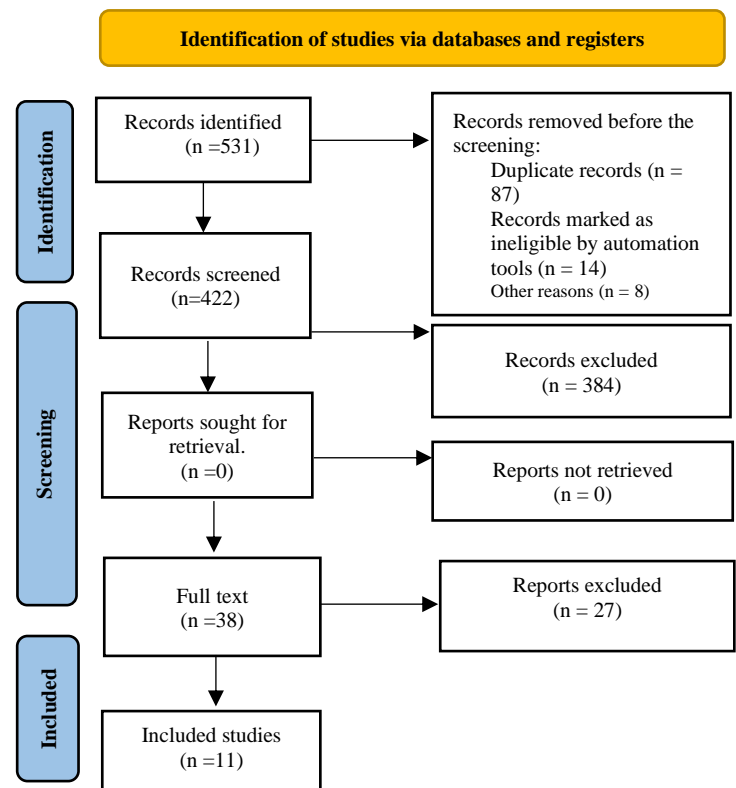 Identification of studies via databases and registers
Identification
Records identified
(n =531)
Records removed before the
screening:
Duplicate records (n =
87)
Records marked as
ineligible by automation
tools (n = 14)
Other reasons (n = 8)
Records screened
(n=422)
Screening
Records excluded
(n = 384)
Reports sought for
retrieval.
(n =0)
Reports not retrieved
(n = 0)
Full text
(n =38)
Reports excluded
(n = 27)
Included
Included studies
(n =11)